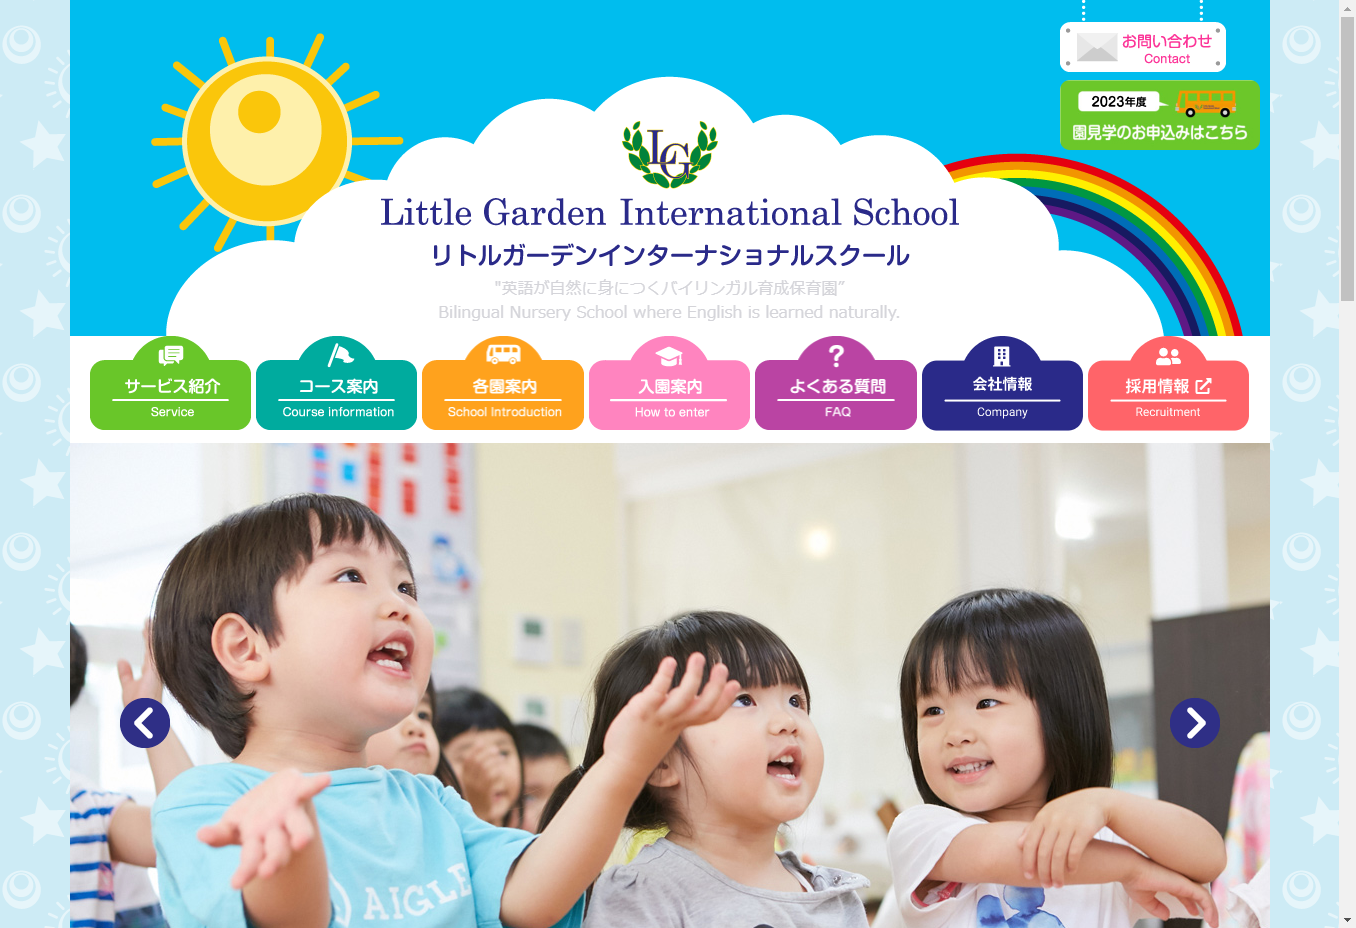 お問い合わせ
Contact
2023年度
園見学のお申込みはこちら
LG
Little Garden International School
リトルガーデンインターナショナルスクール
"英語が自然に身につくバイリンガル育成保育園”
Bilingual Nursery School where English is learned naturally.
サービス紹介
Service
コース案内
Course information
各園案内
School introduction
入園案内
How to enter
よくある質問
FAQ
会社情報
Company
採用情報
Recruitment
AIGLE